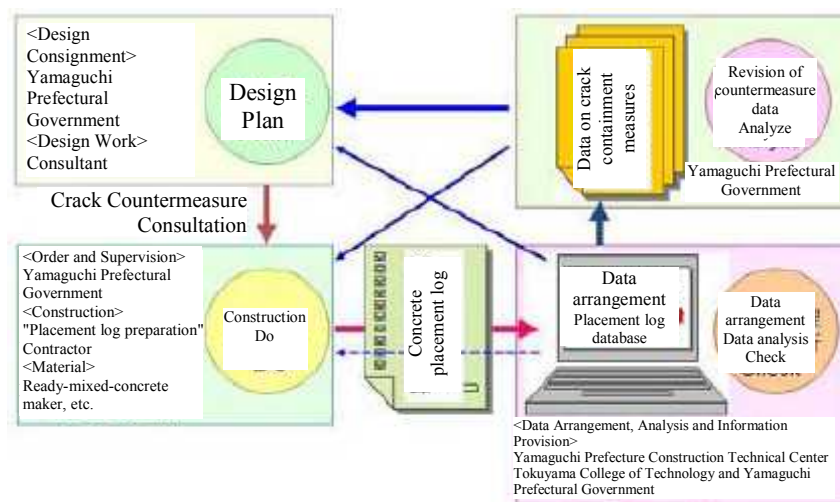 <Design
Consignment>
Yamaguchi
Prefectural
Government
<Design Work>
Consultant
Design
Plan
Data on crack
containment
measures
Revision of
countermeasure
data
Analyze
Yamaguchi Prefectural
Government
Crack Countermeasure
Consultation
<Order and Supervision>
Yamaguchi Prefectural
Government
<Construction>
"Placement log preparation"
Contractor
<Material>
Ready-mixed-concrete
maker, etc.
Construction
Do
Concrete
placement log
Data
arrangement
Placement log
database
Data
arrangement
Data analysis
Check
<Data Arrangement, Analysis and Information
Provision>
Yamaguchi Prefecture Construction Technical Center
Tokuyama College of Technology and Yamaguchi
Prefectural Government